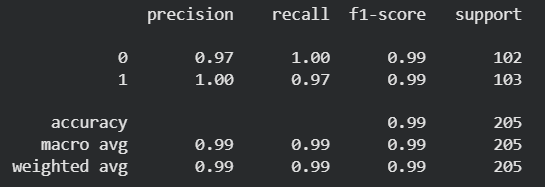 precision recall f1-score support
0 0.97 1.00 0.99 102
1 1.00 0.97 0.99 103
accuracy 0.99 205
macro avg 0.99 0.99 0.99 205
weighted avg 0.99 0.99 0.99 205